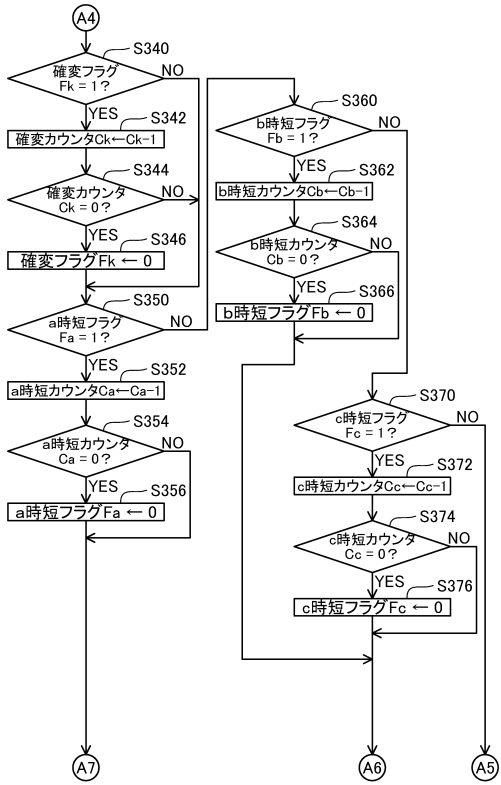 A4
S340
確変フラグ
Fk = 1?
NO
YES
S342
確変カウンタCk←Ck-1
S344
確変カウンタ
Ck = 0?
NO
YES
S346
確変フラグFk ← 0
S350
a時短フラグ
Fa = 1?
NO
YES
S352
a時短カウンタCa←Ca-1
S354
a時短カウンタ
Ca = 0?
NO
YES
S356
a時短フラグFa ← 0
A7
S360
b時短フラグ
Fb = 1?
NO
YES
S362
b時短カウンタCb←Cb-1
S364
b時短カウンタ
Cb = 0?
NO
YES
S366
b時短フラグFb ← 0
S370
c時短フラグ
Fc = 1?
NO
YES
S372
c時短カウンタCc←Cc-1
S374
c時短カウンタ
Cc = 0?
NO
YES
S376
c時短フラグFc ← 0
A6
A5